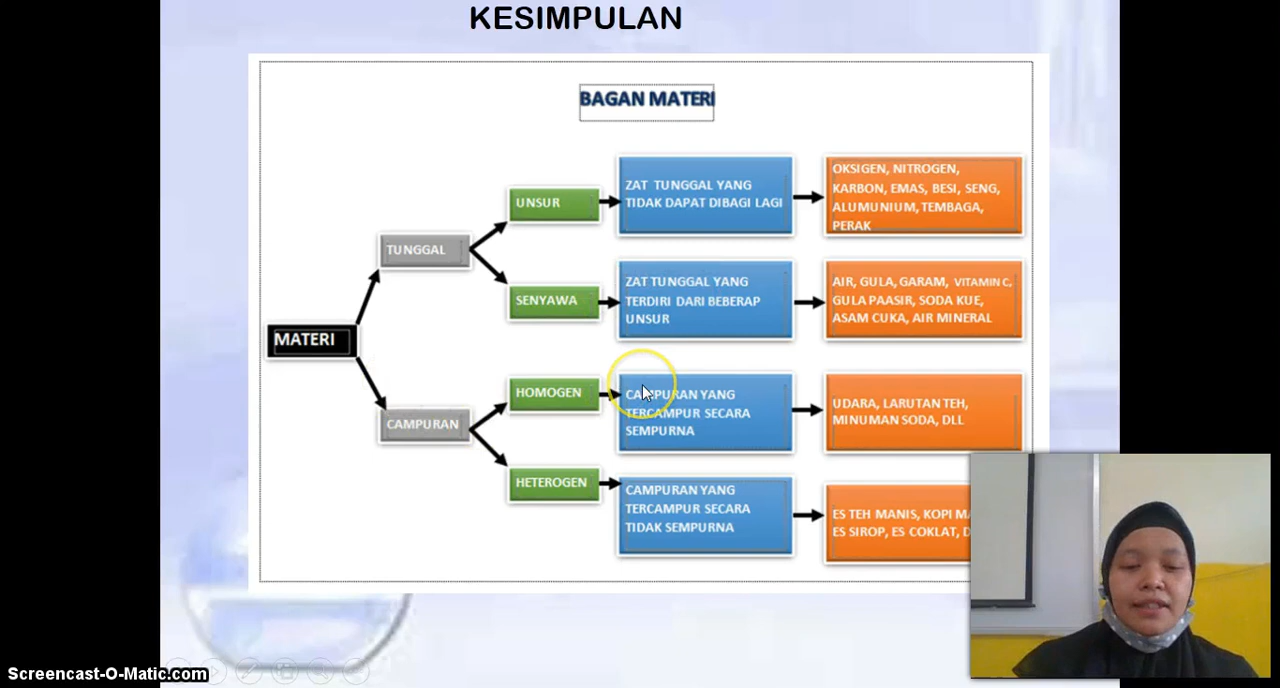 KESIMPULAN
BAGAN MATERI
MATERI
TUNGGAL
CAMPURAN
UNSUR
ZAT TUNGGAL YANG
TIDAK DAPAT DIBAGI LAGI
OKSIGEN, NITROGEN,
KARBON, EMAS, BESI, SENG,
ALUMUNIUM, TEMBAGA,
PERAK
SENYAWA
ZAT TUNGGAL YANG
TERDIRI DARI BEBERAP
UNSUR
AIR, GULA, GARAM, VITAMIN C,
GULA PAASIR, SODA KUE,
ASAM CUKA, AIR MINERAL
HOMOGEN
CAMPURAN YANG
TERCAMPUR SECARA
SEMPURNA
UDARA, LARUTAN TEH,
MINUMAN SODA, DLL
HETEROGEN
CAMPURAN YANG
TERCAMPUR SECARA
TIDAK SEMPURNA
ES TEH MANIS, KOPI
ES SIROP, ES COKLAT,
Screencast-O-Matic.com